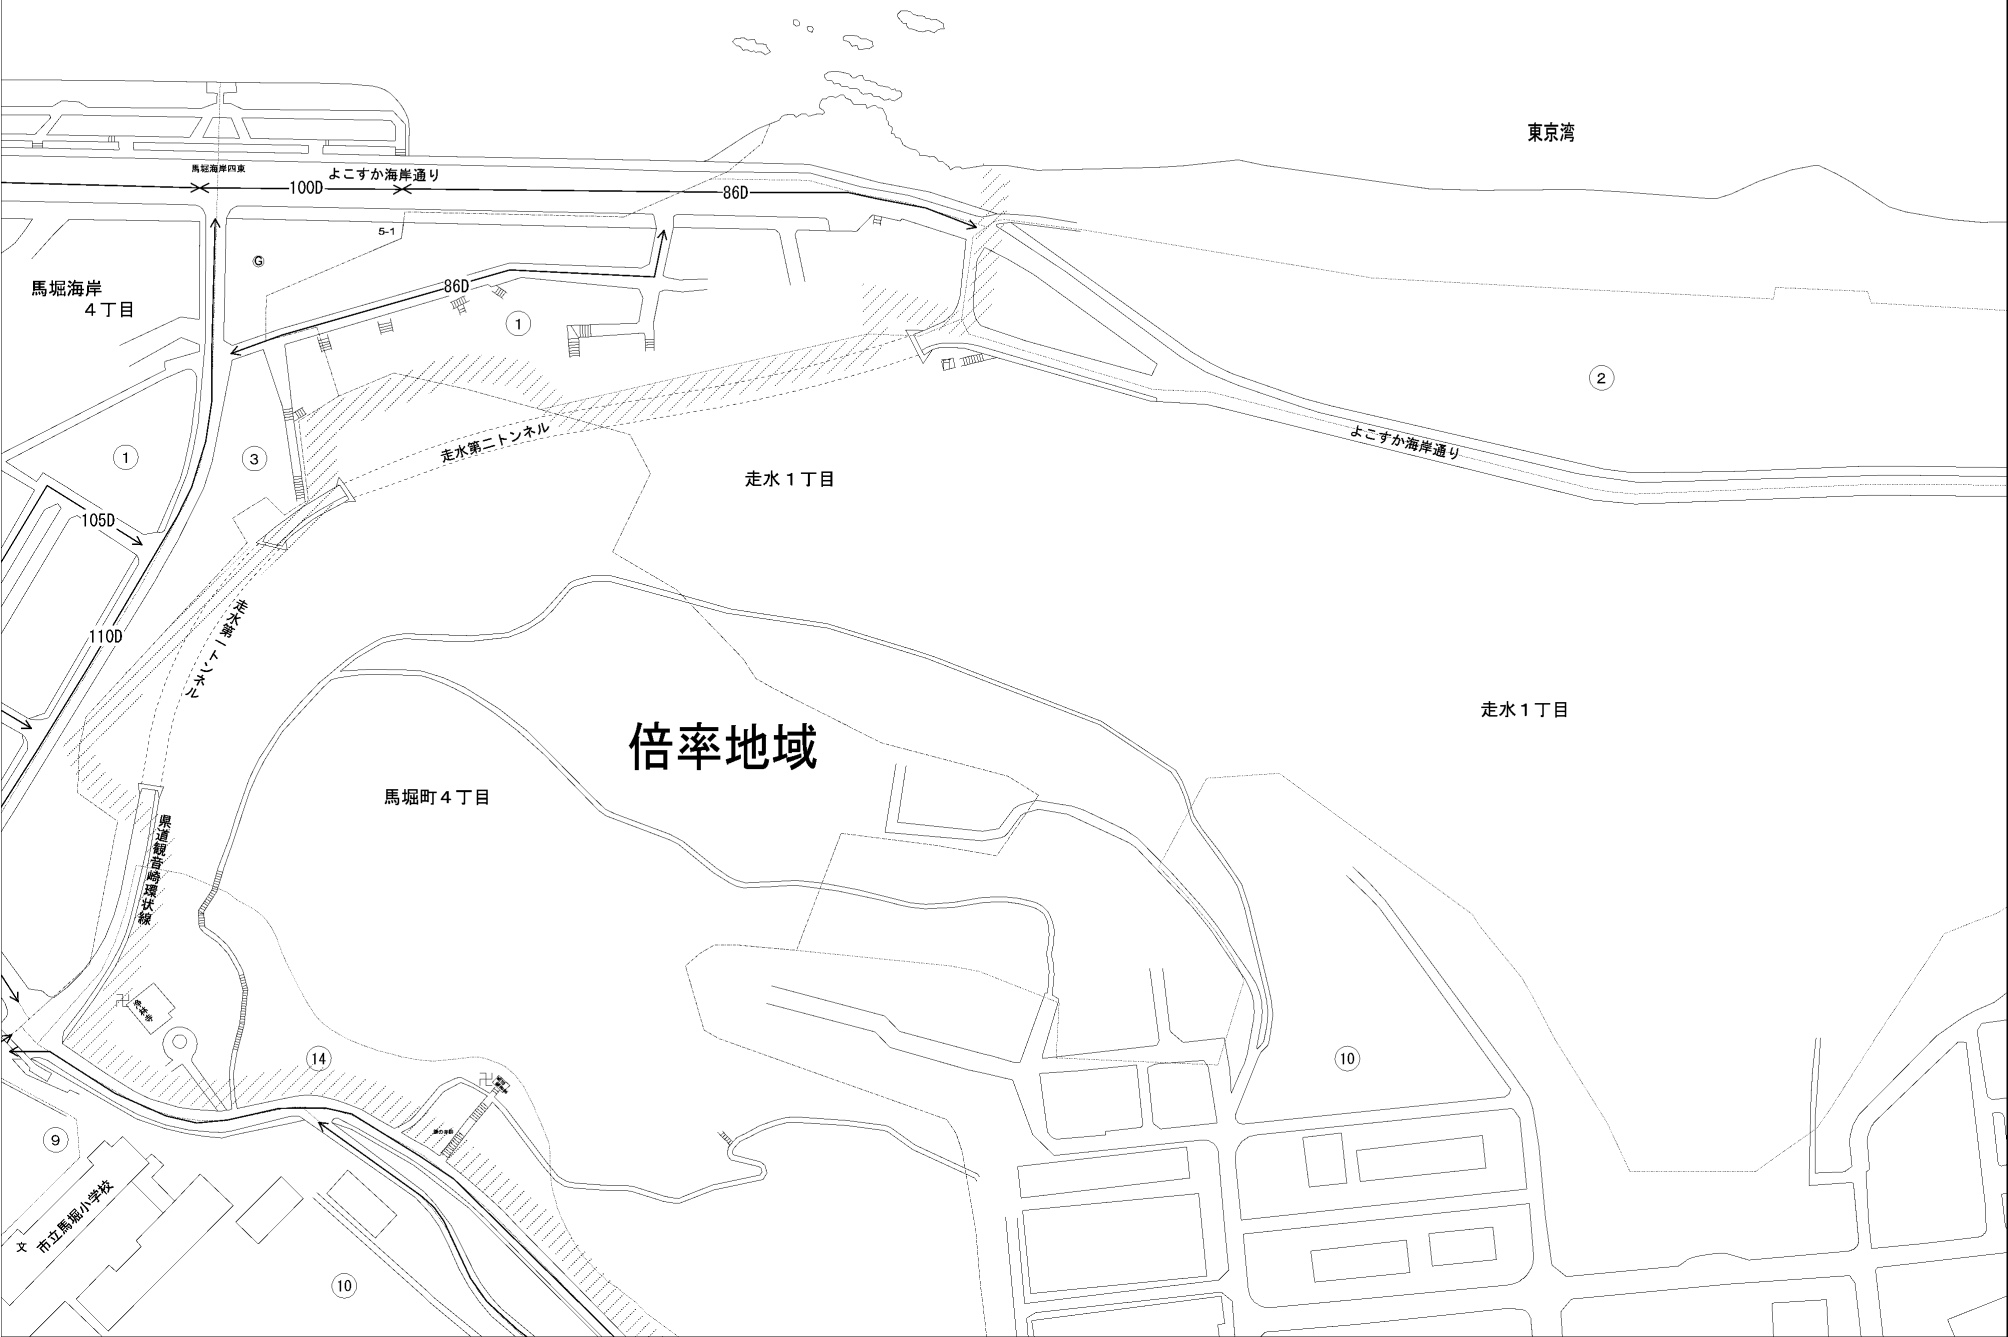 東京湾
馬堀海岸四東
よこすか海岸通り
100D
86D
5-1
G
馬堀海岸
4丁目
86D
①
②
①
③
走水第二トンネル
よこすか海岸通り
走水1丁目
105D
走水第一トンネル
110D
走水1丁目
倍率地域
馬堀町4丁目
県道観音崎環状線
⑭
⑩
⑨
市立馬堀小学校
文
⑩